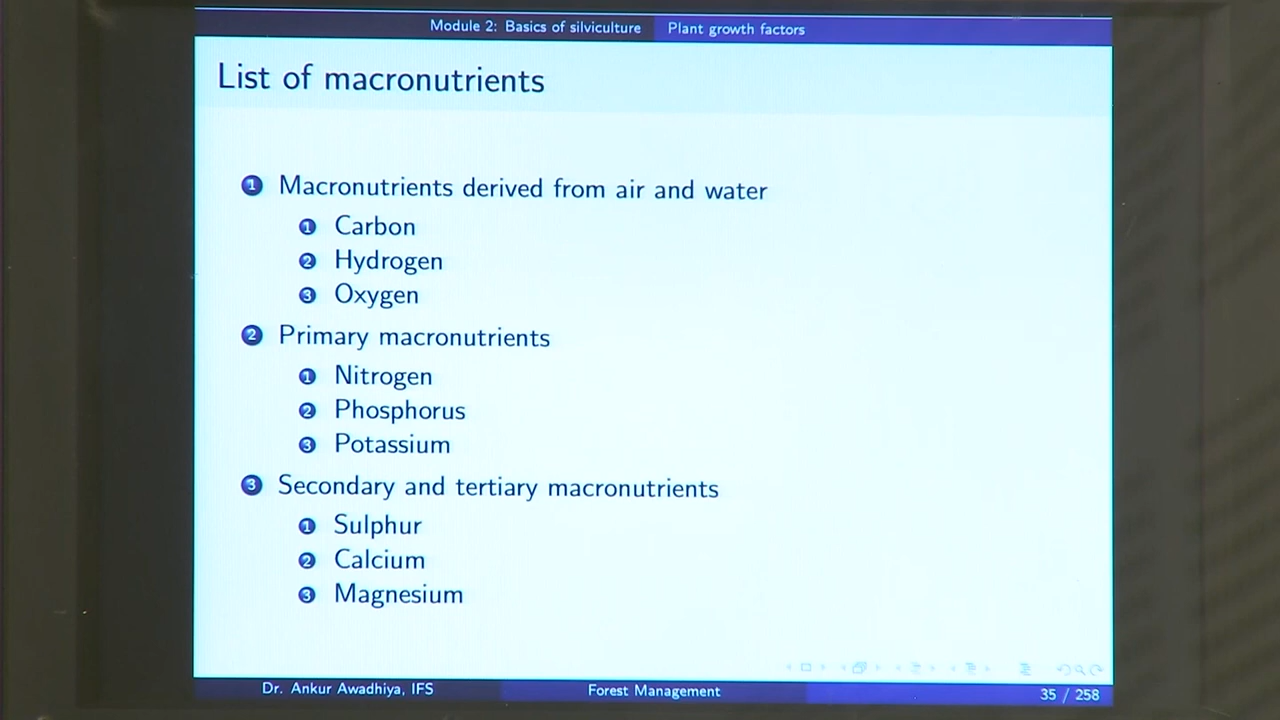 Module 2: Basics of silviculture Plant growth factors
List of macronutrients
1 Macronutrients derived from air and water
1 Carbon
2 Hydrogen
3 Oxygen
2 Primary macronutrients
1 Nitrogen
2 Phosphorus
3 Potassium
3 Secondary and tertiary macronutrients
1 Sulphur
2 Calcium
3 Magnesium
Dr. Ankur Awadhiya, IFS Forest Management 35 / 258